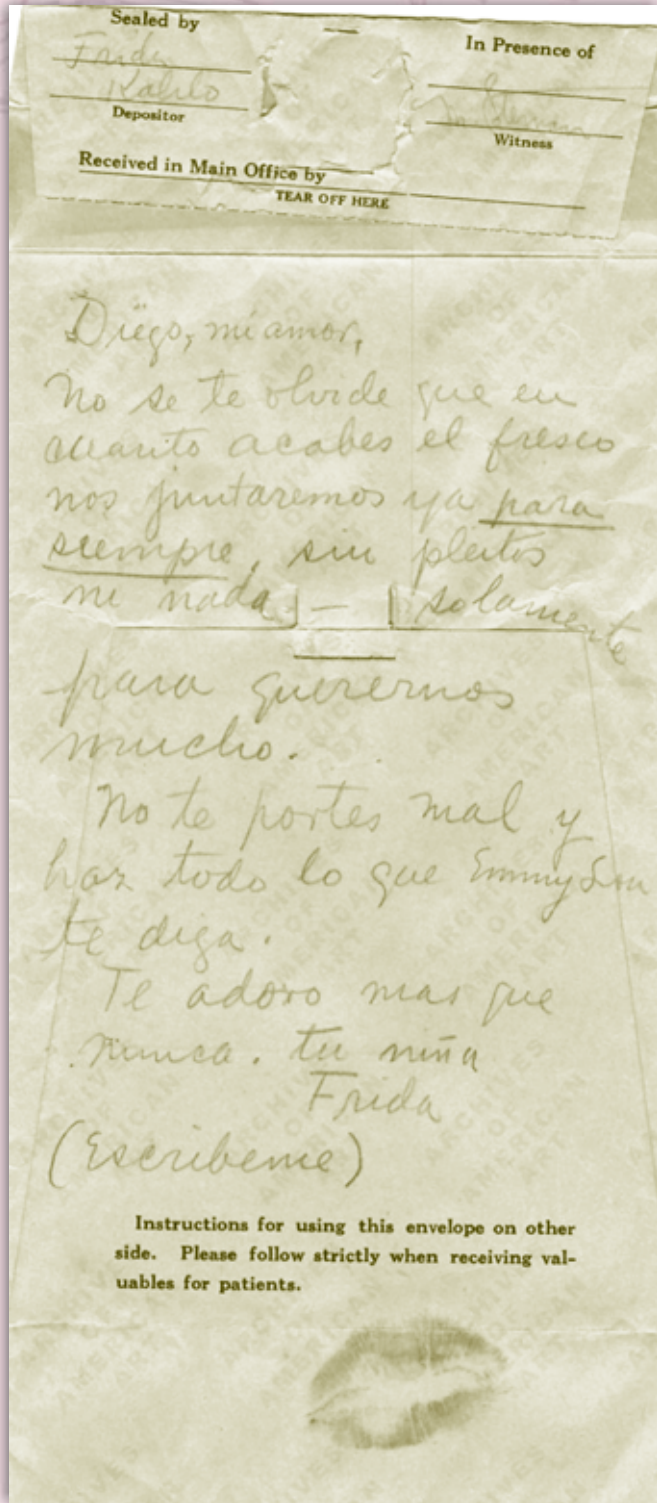 Sealed by
In Presence of
Frida
Kahlo
Depositor
Witness
Received in Main Office by
TEAR OFF HERE
Diego, mi amor,
No se te olvide que en
cuanto acabes el fresco
nos juntaremos ya para
siempre, sin pleitos
ni nada — solamente
para querernos
mucho.
No te portes mal y
haz todo lo que Emmy Lou
te diga.
Te adoro mas que
nunca. tu niña
Frida
(Escribeme)
Instructions for using this envelope on other
side. Please follow strictly when receiving val-
uables for patients.
ARCHIVES
OF
AMERICAN
ART